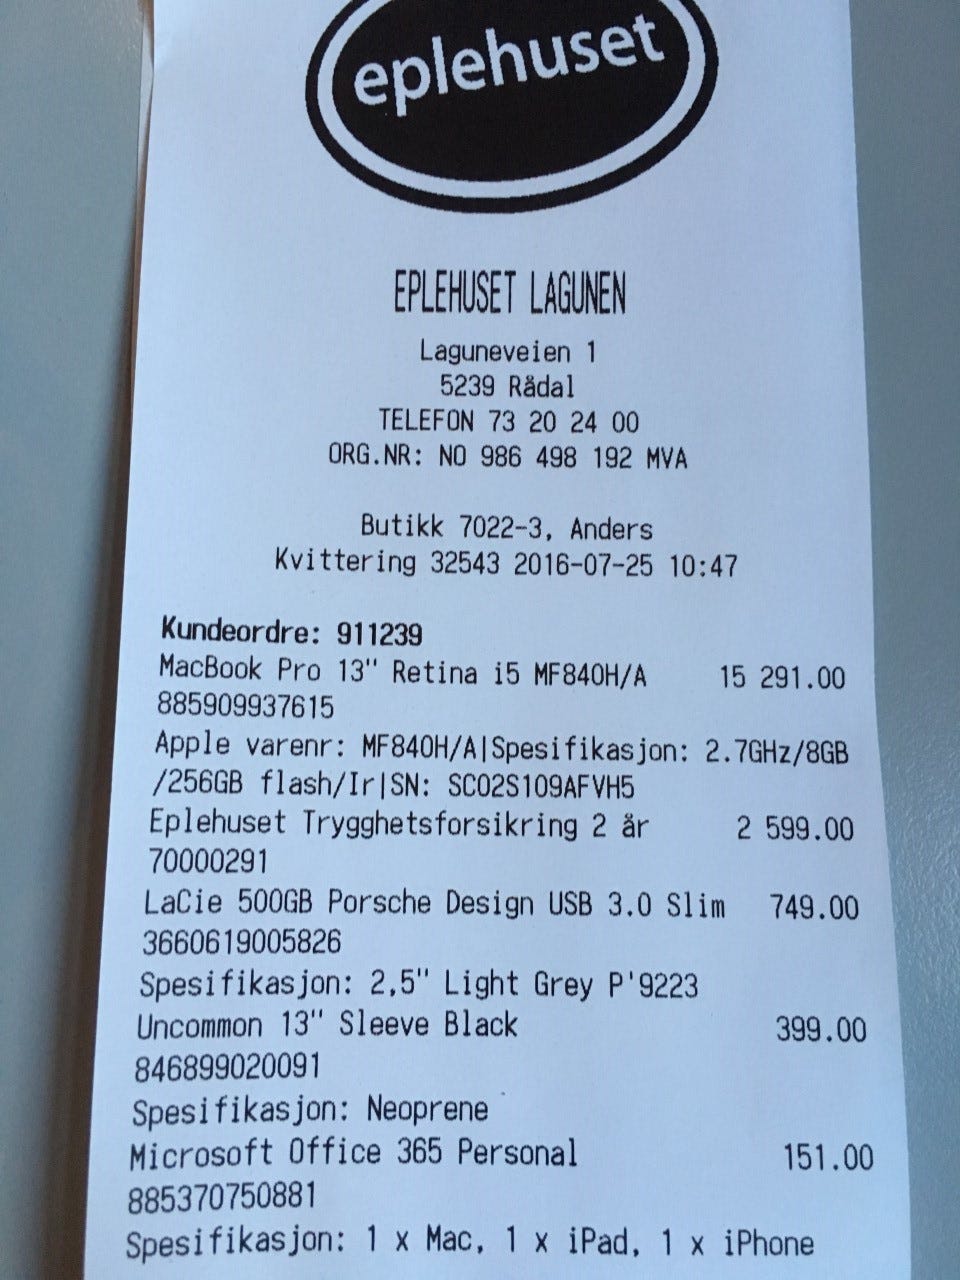 eplehuset
EPLEHUSET LAGUNEN
Laguneveien 1
5239 Rådal
TELEFON 73 20 24 00
ORG.NR: NO 986 498 192 MVA
Butikk 7022-3, Anders
Kvittering 32543 2016-07-25 10:47
Kundeordre: 911239
MacBook Pro 13" Retina i5 MF840H/A 15 291.00
885909937615
Apple varenr: MF840H/A|Spesifikasjon: 2.7GHz/8GB
/256GB flash/Ir|SN: SC02S109AFVH5
Eplehuset Trygghetsforsikring 2 år 2 599.00
70000291
LaCie 500GB Porsche Design USB 3.0 Slim 749.00
3660619005826
Spesifikasjon: 2,5" Light Grey P'9223
Uncommon 13" Sleeve Black 399.00
846899020091
Spesifikasjon: Neoprene
Microsoft Office 365 Personal 151.00
885370750881
Spesifikasjon: 1 x Mac, 1 x iPad, 1 x iPhone